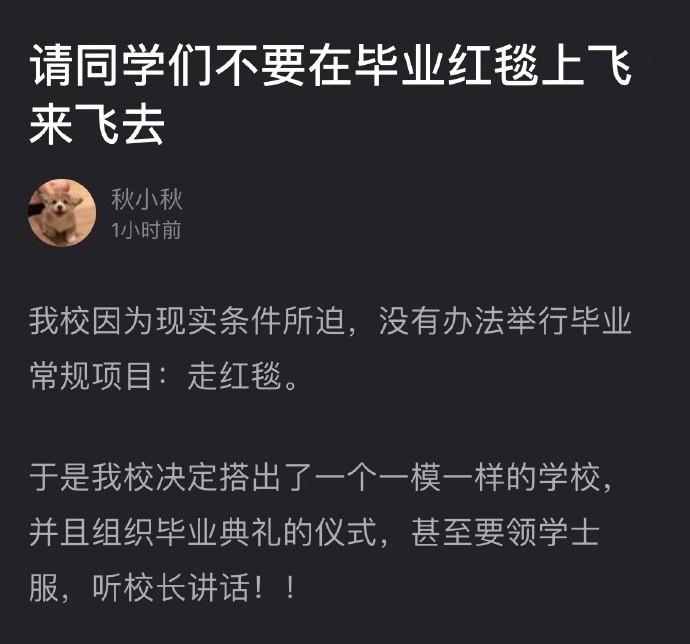 请同学们不要在毕业红毯上飞
来飞去
秋小秋
1小时前
我校因为现实条件所迫，没有办法举行毕业
常规项目：走红毯。
于是我校决定搭出了一个一模一样的学校，
并且组织毕业典礼的仪式，甚至要领学士
服，听校长讲话！！